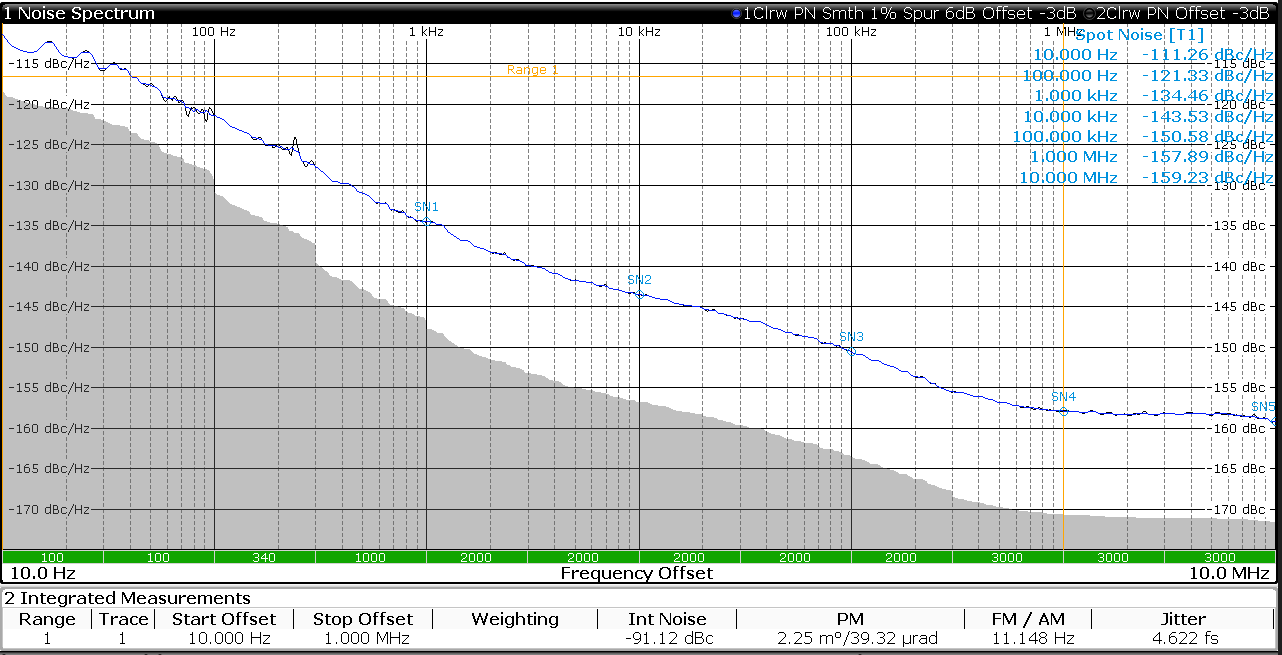 1 Noise Spectrum 1Clrw PN Smth 1% Spur 6dB Offset -3dB 2Clrw PN Offset -3dB
100 Hz 1 kHz 10 kHz 100 kHz 1 MHz
Spot Noise [T1]
10.000 Hz -111.26 dBc/Hz
100.000 Hz -121.33 dBc/Hz
1.000 kHz -134.46 dBc/Hz
10.000 kHz -143.53 dBc/Hz
100.000 kHz -150.58 dBc/Hz
1.000 MHz -157.89 dBc/Hz
10.000 MHz -159.23 dBc/Hz
Range 1
-115 dBc/Hz -115 dBc/Hz
-120 dBc/Hz -120 dBc/Hz
-125 dBc/Hz -125 dBc/Hz
-130 dBc/Hz -130 dBc/Hz
SN1
-135 dBc/Hz -135 dBc
-140 dBc/Hz -140 dBc
SN2
-145 dBc/Hz -145 dBc
SN3
-150 dBc/Hz -150 dBc
-155 dBc/Hz -155 dBc
SN4 SN5
-160 dBc/Hz -160 dBc
-165 dBc/Hz -165 dBc
-170 dBc/Hz -170 dBc
100 100 340 1000 2000 2000 2000 2000 2000 3000 3000 3000
10.0 Hz Frequency Offset 10.0 MHz
2 Integrated Measurements
Range Trace Start Offset Stop Offset Weighting Int Noise PM FM / AM Jitter
1 1 10.000 Hz 1.000 MHz -91.12 dBc 2.25 m°/39.32 µrad 11.148 Hz 4.622 fs